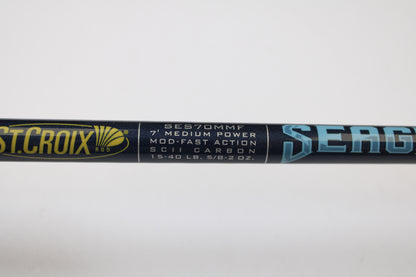 ST.CROIX
ROD
SES70MMF
7' MEDIUM POWER
MOD-FAST ACTION
SCII CARBON
15-40 LB. 5/8-2 OZ.
SEAG